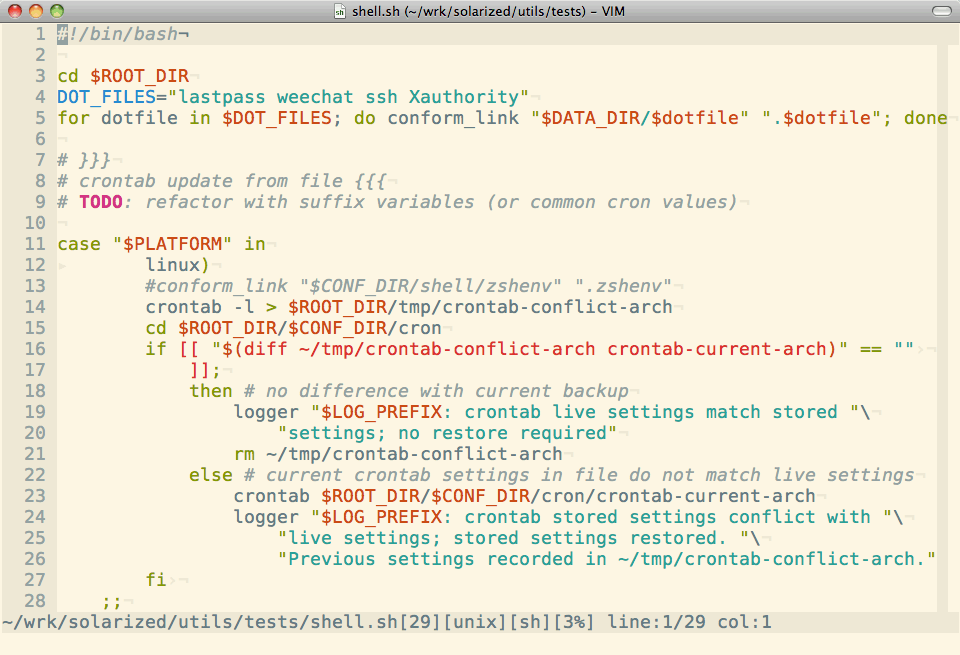 shell.sh (~/wrk/solarized/utils/tests) – VIM
1 #!/bin/bash¬
2 ¬
3 cd $ROOT_DIR¬
4 DOT_FILES="lastpass weechat ssh Xauthority"¬
5 for dotfile in $DOT_FILES; do conform_link "$DATA_DIR/$dotfile" ".$dotfile"; done¬
6 ¬
7 # }}}¬
8 # crontab update from file {{{¬
9 # TODO: refactor with suffix variables (or common cron values)¬
10 ¬
11 case "$PLATFORM" in¬
12 ▸       linux)¬
13         #conform_link "$CONF_DIR/shell/zshenv" ".zshenv"¬
14         crontab -l > $ROOT_DIR/tmp/crontab-conflict-arch¬
15         cd $ROOT_DIR/$CONF_DIR/cron¬
16         if [[ "$(diff ~/tmp/crontab-conflict-arch crontab-current-arch)" == ""›¬
17             ]];¬
18             then # no difference with current backup¬
19                 logger "$LOG_PREFIX: crontab live settings match stored "\¬
20                     "settings; no restore required"¬
21                 rm ~/tmp/crontab-conflict-arch¬
22             else # current crontab settings in file do not match live settings¬
23                 crontab $ROOT_DIR/$CONF_DIR/cron/crontab-current-arch¬
24                 logger "$LOG_PREFIX: crontab stored settings conflict with "\¬
25                     "live settings; stored settings restored. "\¬
26                     "Previous settings recorded in ~/tmp/crontab-conflict-arch."
27         fi›¬
28     ;;¬
~/wrk/solarized/utils/tests/shell.sh[29][unix][sh][3%] line:1/29 col:1